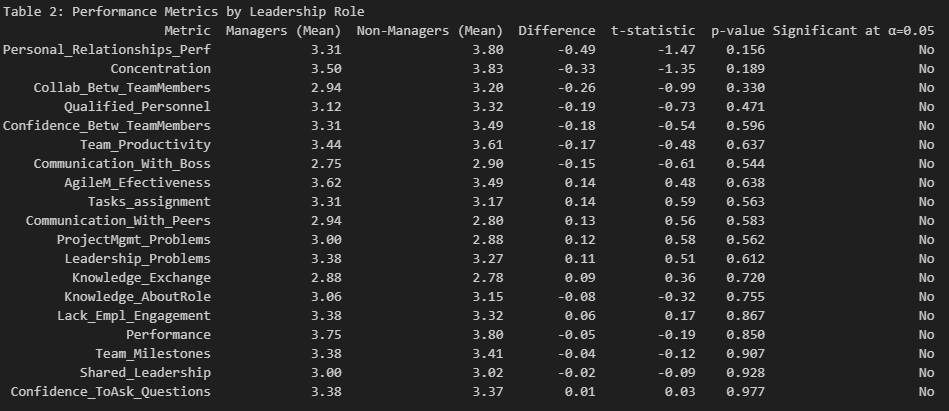 Table 2: Performance Metrics by Leadership Role
Metric Managers (Mean) Non-Managers (Mean) Difference t-statistic p-value Significant at α=0.05
Personal_Relationships_Perf 3.31 3.80 -0.49 -1.47 0.156 No
Concentration 3.50 3.83 -0.33 -1.35 0.189 No
Collab_Betw_TeamMembers 2.94 3.20 -0.26 -0.99 0.330 No
Qualified_Personnel 3.12 3.32 -0.19 -0.73 0.471 No
Confidence_Betw_TeamMembers 3.31 3.49 -0.18 -0.54 0.596 No
Team_Productivity 3.44 3.61 -0.17 -0.48 0.637 No
Communication_With_Boss 2.75 2.90 -0.15 -0.61 0.544 No
AgileM_Efectiveness 3.62 3.49 0.14 0.48 0.638 No
Tasks_assignment 3.31 3.17 0.14 0.59 0.563 No
Communication_With_Peers 2.94 2.80 0.13 0.56 0.583 No
ProjectMgmt_Problems 3.00 2.88 0.12 0.58 0.562 No
Leadership_Problems 3.38 3.27 0.11 0.51 0.612 No
Knowledge_Exchange 2.88 2.78 0.09 0.36 0.720 No
Knowledge_AboutRole 3.06 3.15 -0.08 -0.32 0.755 No
Lack_Empl_Engagement 3.38 3.32 0.06 0.17 0.867 No
Performance 3.75 3.80 -0.05 -0.19 0.850 No
Team_Milestones 3.38 3.41 -0.04 -0.12 0.907 No
Shared_Leadership 3.00 3.02 -0.02 -0.09 0.928 No
Confidence_ToAsk_Questions 3.38 3.37 0.01 0.03 0.977 No